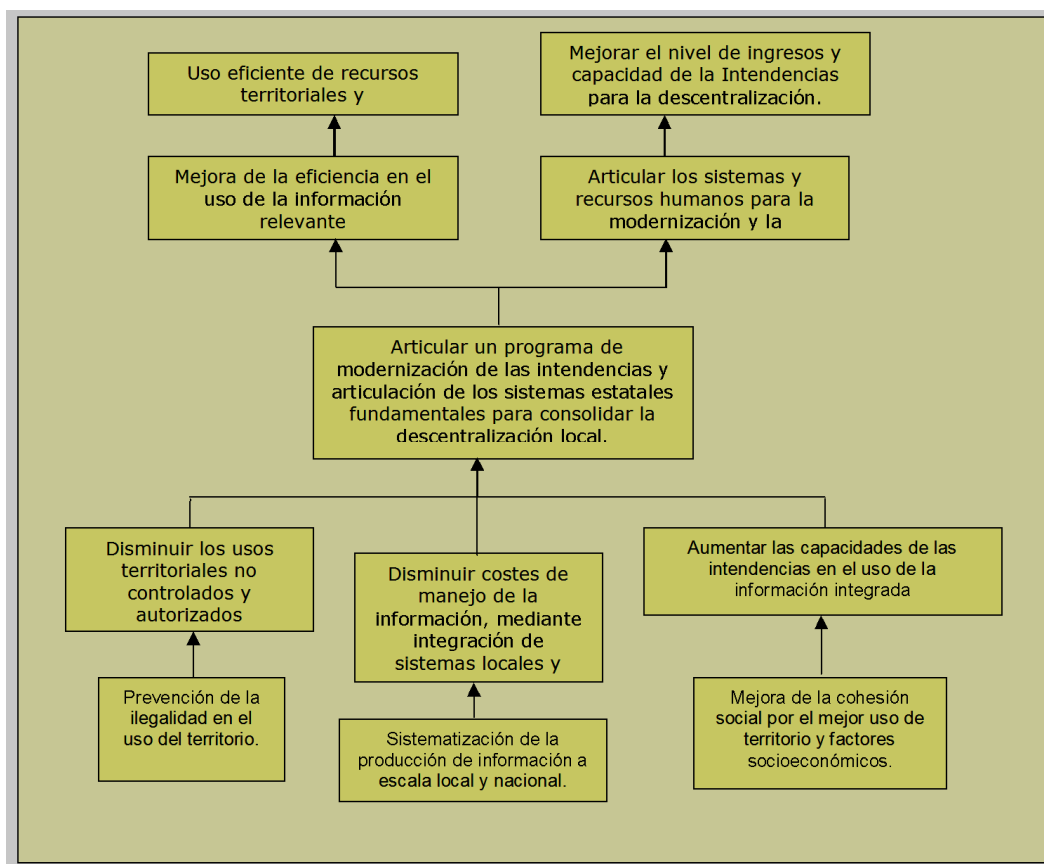 Uso eficiente de recursos
territoriales y
Mejorar el nivel de ingresos y
capacidad de la Intendencias
para la descentralización.
Mejora de la eficiencia en el
uso de la información
relevante
Articular los sistemas y
recursos humanos para la
modernización y la
Articular un programa de
modernización de las intendencias y
articulación de los sistemas estatales
fundamentales para consolidar la
descentralización local.
Disminuir los usos
territoriales no
controlados y
autorizados
Disminuir costes de
manejo de la
información, mediante
integración de
sistemas locales y
Aumentar las capacidades de las
intendencias en el uso de la
información integrada
Prevención de la
ilegalidad en el
uso del territorio.
Sistematización de la
producción de información a
escala local y nacional.
Mejora de la cohesión
social por el mejor uso de
territorio y factores
socioeconómicos.